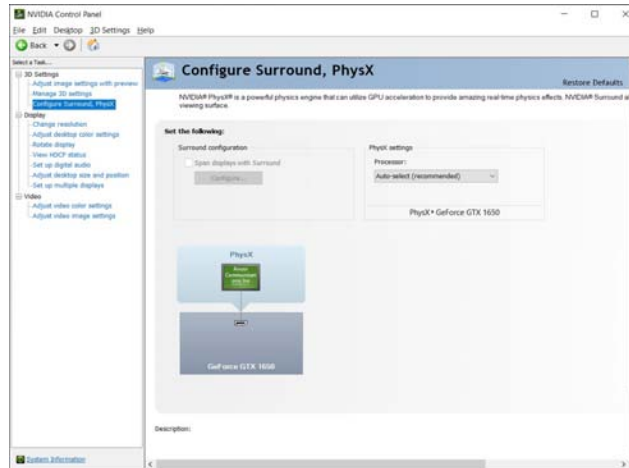 NVIDIA Control Panel
File Edit Desktop 3D Settings Help
Back
Select a Task...
3D Settings
Adjust image settings with preview
Manage 3D settings
Configure Surround, PhysX
Display
Change resolution
Adjust desktop color settings
Rotate display
View HDCP status
Set up digital audio
Adjust desktop size and position
Set up multiple displays
Video
Adjust video color settings
Adjust video image settings
System Information
Configure Surround, PhysX
Restore Defaults
NVIDIA® PhysX® is a powerful physics engine that can utilize GPU acceleration to provide amazing real-time physics effects. NVIDIA® Surround
viewing surface.
Set the following:
Surround configuration
Span displays with Surround
Configure...
PhysX settings
Processor:
Auto-select (recommended)
PhysX GeForce GTX 1650
PhysX
GeForce GTX 1650
Description: